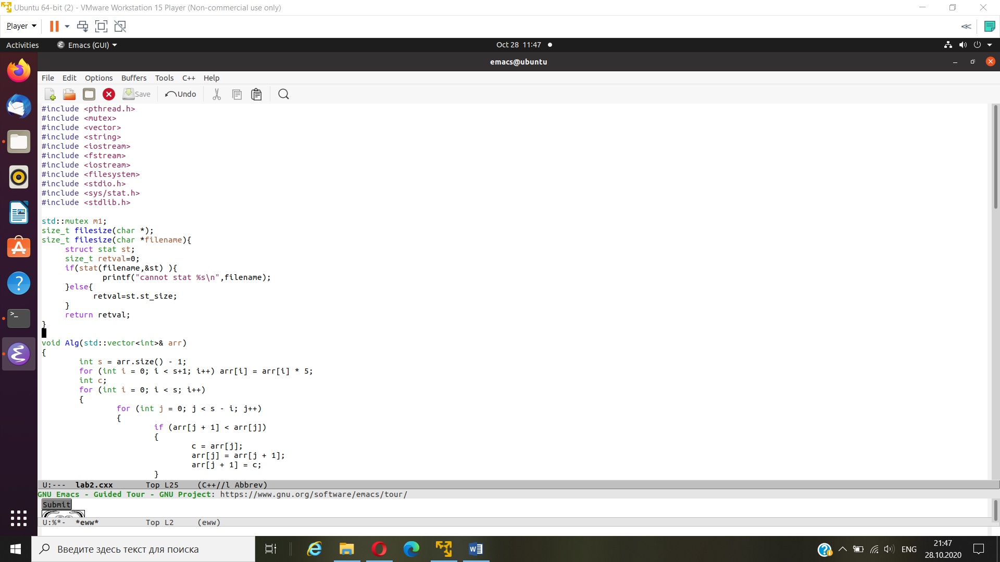 Ubuntu 64-bit (2) - VMware Workstation 15 Player (Non-commercial use only)
Player
Activities Emacs (GUI) Oct 28 11:47
emacs@ubuntu
File Edit Options Buffers Tools C++ Help
Save Undo
#include <pthread.h>
#include <mutex>
#include <vector>
#include <string>
#include <iostream>
#include <fstream>
#include <iostream>
#include <filesystem>
#include <stdio.h>
#include <sys/stat.h>
#include <stdlib.h>
std::mutex m1;
size_t filesize(char *);
size_t filesize(char *filename){
struct stat st;
size_t retval=0;
if(stat(filename,&st) ){
printf("cannot stat %s\n",filename);
}else{
retval=st.st_size;
}
return retval;
}
void Alg(std::vector<int>& arr)
{
int s = arr.size() - 1;
for (int i = 0; i < s+1; i++) arr[i] = arr[i] * 5;
int c;
for (int i = 0; i < s; i++)
{
for (int j = 0; j < s - i; j++)
{
if (arr[j + 1] < arr[j])
{
c = arr[j];
arr[j] = arr[j + 1];
arr[j + 1] = c;
}
U:--- lab2.cxx Top L25 (C++//l Abbrev)
GNU Emacs - Guided Tour - GNU Project: https://www.gnu.org/software/emacs/tour/
Submit
U:%*- *eww* Top L2 (eww)
Введите здесь текст для поиска
ENG
21:47
28.10.2020